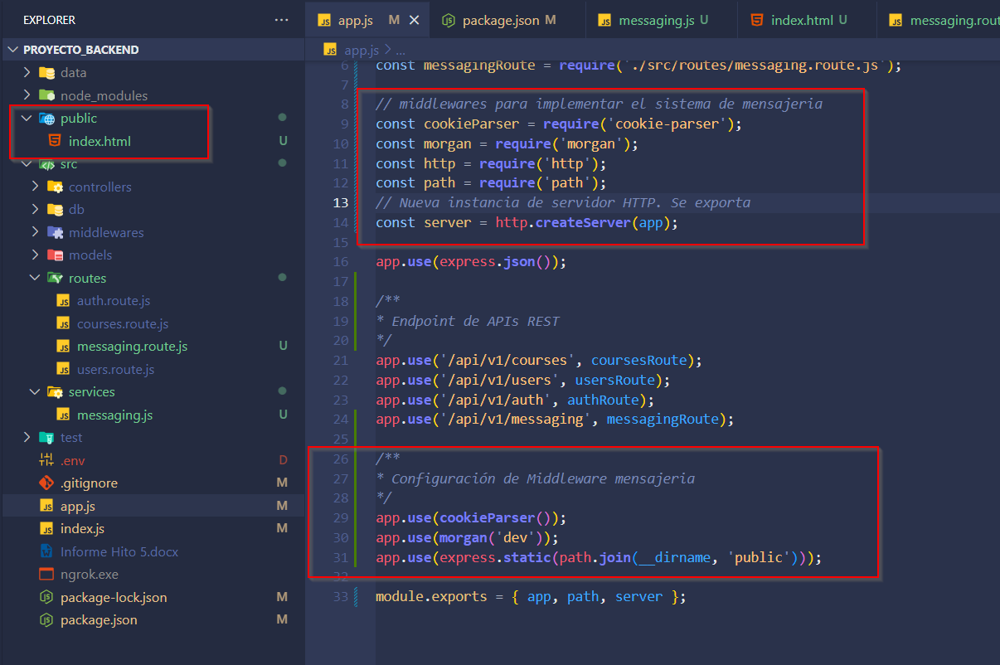 EXPLORER
...
PROYECTO_BACKEND
data
node_modules
public
index.html U
src
controllers
db
middlewares
models
routes
auth.route.js
courses.route.js
messaging.route.js U
users.route.js
services
messaging.js U
test
.env D
.gitignore M
app.js M
index.js M
Informe Hito 5.docx
ngrok.exe
package-lock.json M
package.json M
JS app.js M
JS package.json M
JS messaging.js U
index.html U
JS messaging.rout
JS app.js > ...
6 const messagingRoute = require('./src/routes/messaging.route.js');
7
8 // middlewares para implementar el sistema de mensajeria
9 const cookieParser = require('cookie-parser');
10 const morgan = require('morgan');
11 const http = require('http');
12 const path = require('path');
13 // Nueva instancia de servidor HTTP. Se exporta
14 const server = http.createServer(app);
15
16 app.use(express.json());
17
18 /**
19 * Endpoint de APIs REST
20 */
21 app.use('/api/v1/courses', coursesRoute);
22 app.use('/api/v1/users', usersRoute);
23 app.use('/api/v1/auth', authRoute);
24 app.use('/api/v1/messaging', messagingRoute);
25
26 /**
27 * Configuración de Middleware mensajeria
28 */
29 app.use(cookieParser());
30 app.use(morgan('dev'));
31 app.use(express.static(path.join(__dirname, 'public')));
32
33 module.exports = { app, path, server };